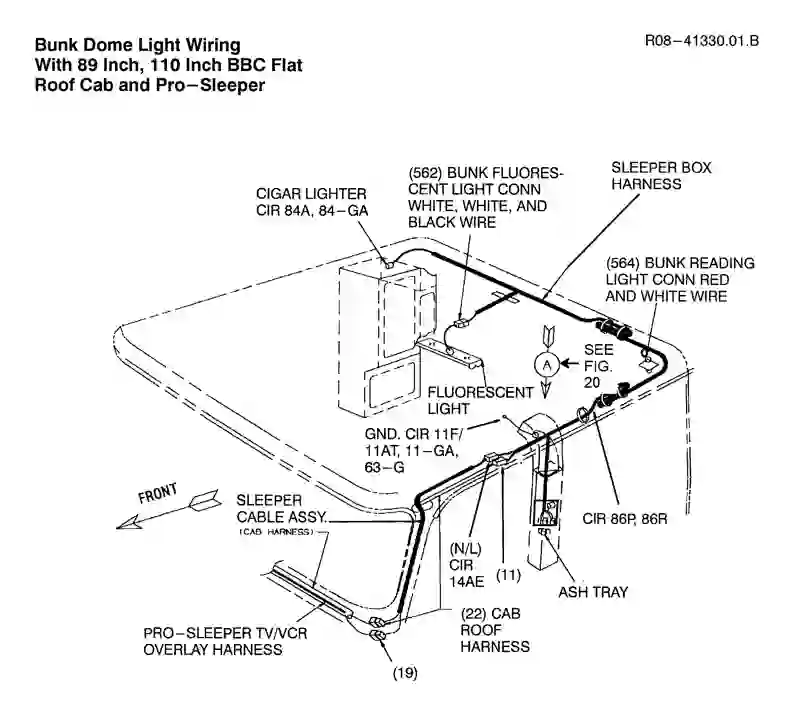 Bunk Dome Light Wiring
With 89 Inch, 110 Inch BBC Flat
Roof Cab and Pro−Sleeper
R08−41330.01.B
CIGAR LIGHTER
CIR 84A, 84−GA
(562) BUNK FLUORES-
CENT LIGHT CONN
WHITE, WHITE, AND
BLACK WIRE
SLEEPER BOX
HARNESS
(564) BUNK READING
LIGHT CONN RED
AND WHITE WIRE
A
SEE
FIG.
20
FLUORESCENT
LIGHT
GND. CIR 11F/
11AT, 11−GA,
63−G
FRONT
SLEEPER
CABLE ASSY.
(CAB HARNESS)
CIR 86P, 86R
(N/L)
CIR
14AE
(11)
ASH TRAY
(22) CAB
ROOF
HARNESS
PRO−SLEEPER TV/VCR
OVERLAY HARNESS
(19)